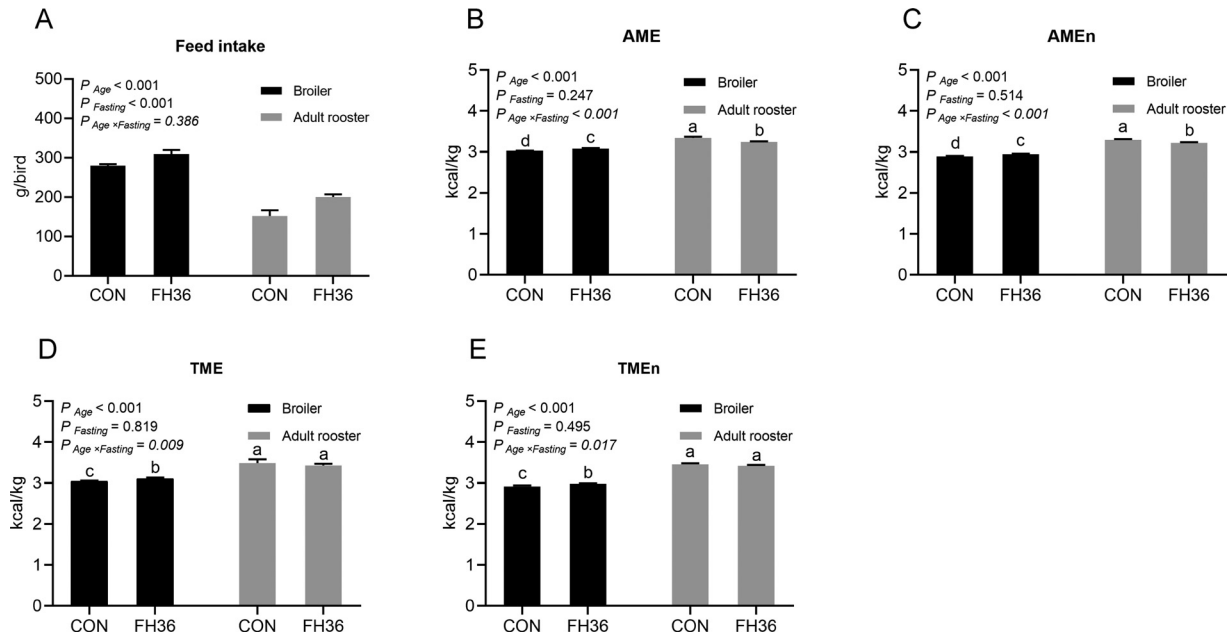 A
Feed intake
P Age < 0.001
P Fasting < 0.001
P Age ×Fasting = 0.386
Broiler
Adult rooster
g/bird
500
400
300
200
100
0
CON
FH36
CON
FH36
B
AME
P Age < 0.001
P Fasting = 0.247
P Age ×Fasting < 0.001
Broiler
Adult rooster
kcal/kg
5
4
3
2
1
0
d
c
a
b
CON
FH36
CON
FH36
C
AMEn
P Age < 0.001
P Fasting = 0.514
P Age ×Fasting < 0.001
Broiler
Adult rooster
kcal/kg
5
4
3
2
1
0
d
c
a
b
CON
FH36
CON
FH36
D
TME
P Age < 0.001
P Fasting = 0.819
P Age ×Fasting = 0.009
Broiler
Adult rooster
kcal/kg
5
4
3
2
1
0
c
b
a
a
CON
FH36
CON
FH36
E
TMEn
P Age < 0.001
P Fasting = 0.495
P Age ×Fasting = 0.017
Broiler
Adult rooster
kcal/kg
5
4
3
2
1
0
c
b
a
a
CON
FH36
CON
FH36